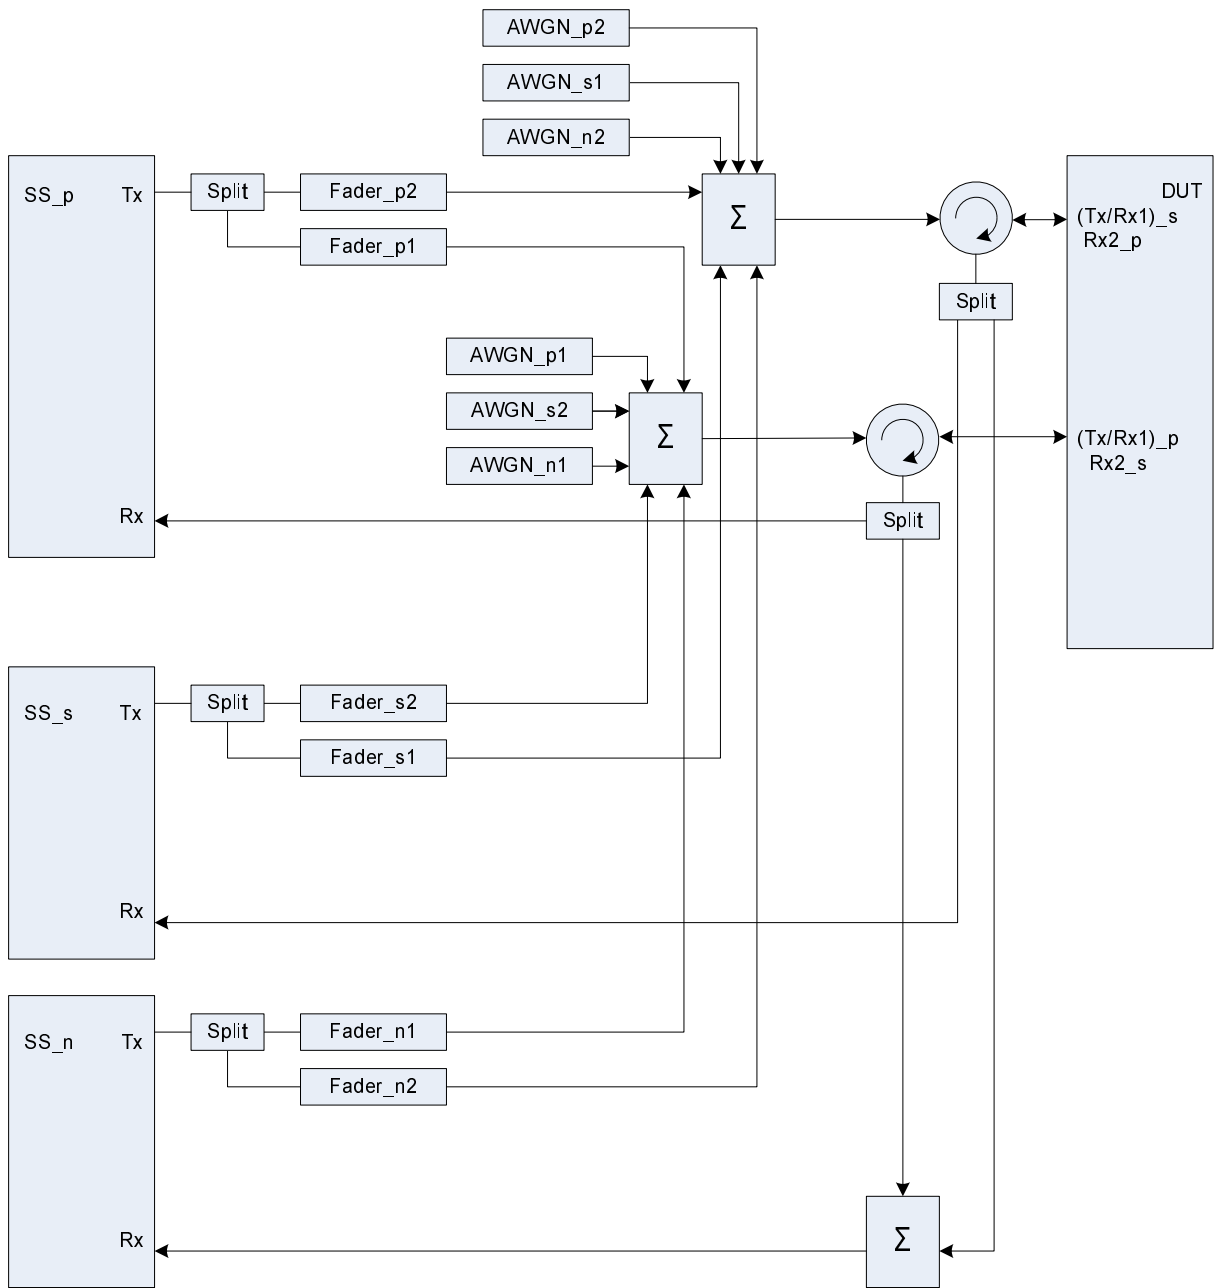 AWGN_p2
AWGN_s1
AWGN_n2
SS_p Tx
Split
Fader_p2
Fader_p1
Σ
DUT
(Tx/Rx1)_s
Rx2_p
Split
AWGN_p1
AWGN_s2
AWGN_n1
Σ
(Tx/Rx1)_p
Rx2_s
Rx
Split
SS_s Tx
Split
Fader_s2
Fader_s1
Rx
SS_n Tx
Split
Fader_n1
Fader_n2
Rx
Σ